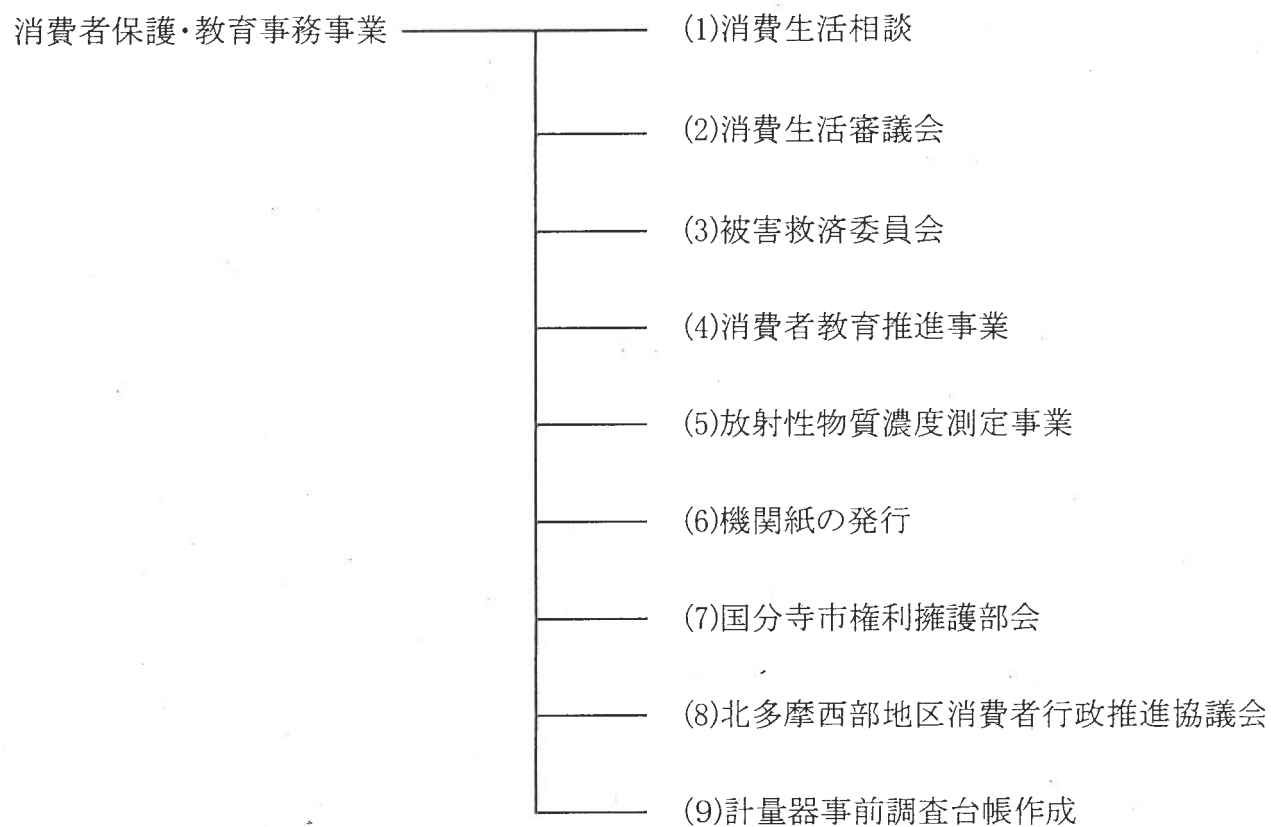 消費者保護・教育事務事業
(1)消費生活相談
(2)消費生活審議会
(3)被害救済委員会
(4)消費者教育推進事業
(5)放射性物質濃度測定事業
(6)機関紙の発行
(7)国分寺市権利擁護部会
(8)北多摩西部地区消費者行政推進協議会
(9)計量器事前調査台帳作成